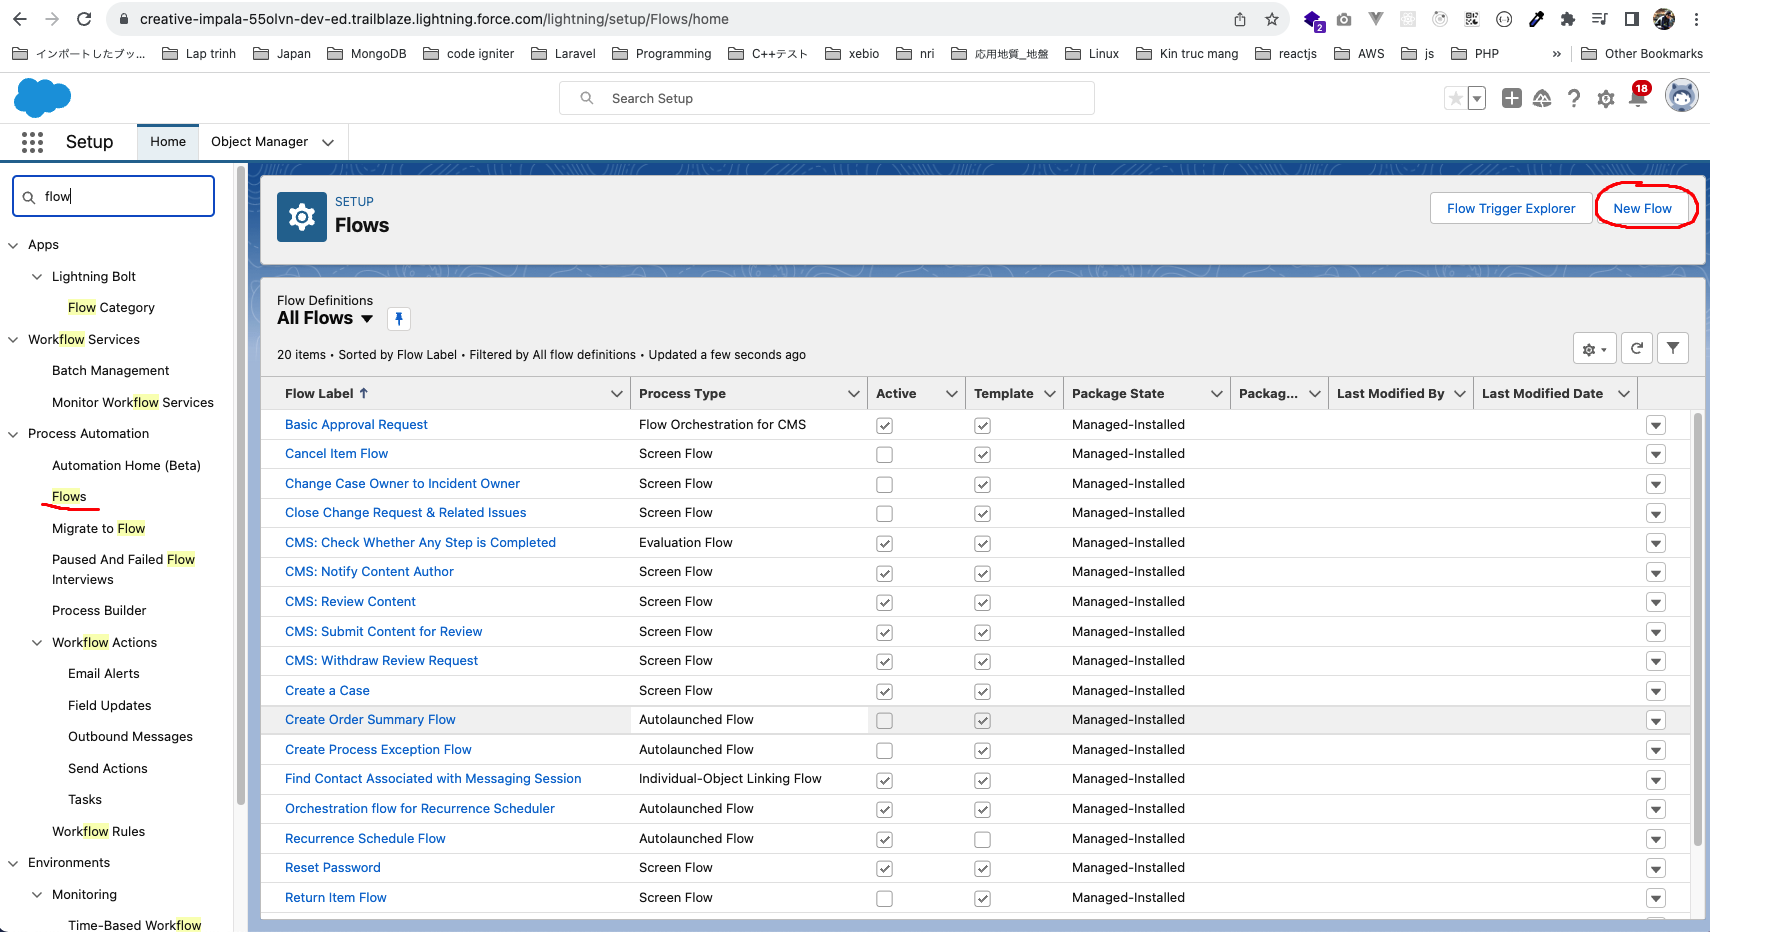 creative-impala-55olvn-dev-ed.trailblaze.lightning.force.com/lightning/setup/Flows/home
2
インポートしたブッ... Lap trinh Japan MongoDB code igniter Laravel Programming C++テスト xebio nri 応用地質_地盤 Linux Kin truc mang reactjs AWS js PHP » Other Bookmarks
Search Setup
18
Setup Home Object Manager
flow
Apps
Lightning Bolt
Flow Category
Workflow Services
Batch Management
Monitor Workflow Services
Process Automation
Automation Home (Beta)
Flows
Migrate to Flow
Paused And Failed Flow
Interviews
Process Builder
Workflow Actions
Email Alerts
Field Updates
Outbound Messages
Send Actions
Tasks
Workflow Rules
Environments
Monitoring
Time-Based Workflow
SETUP
Flows
Flow Trigger Explorer New Flow
Flow Definitions
All Flows
20 items • Sorted by Flow Label • Filtered by All flow definitions • Updated a few seconds ago
Flow Label ↑ Process Type Active Template Package State Packag... Last Modified By Last Modified Date
Basic Approval Request Flow Orchestration for CMS Managed-Installed
Cancel Item Flow Screen Flow Managed-Installed
Change Case Owner to Incident Owner Screen Flow Managed-Installed
Close Change Request & Related Issues Screen Flow Managed-Installed
CMS: Check Whether Any Step is Completed Evaluation Flow Managed-Installed
CMS: Notify Content Author Screen Flow Managed-Installed
CMS: Review Content Screen Flow Managed-Installed
CMS: Submit Content for Review Screen Flow Managed-Installed
CMS: Withdraw Review Request Screen Flow Managed-Installed
Create a Case Screen Flow Managed-Installed
Create Order Summary Flow Autolaunched Flow Managed-Installed
Create Process Exception Flow Autolaunched Flow Managed-Installed
Find Contact Associated with Messaging Session Individual-Object Linking Flow Managed-Installed
Orchestration flow for Recurrence Scheduler Autolaunched Flow Managed-Installed
Recurrence Schedule Flow Autolaunched Flow Managed-Installed
Reset Password Screen Flow Managed-Installed
Return Item Flow Screen Flow Managed-Installed